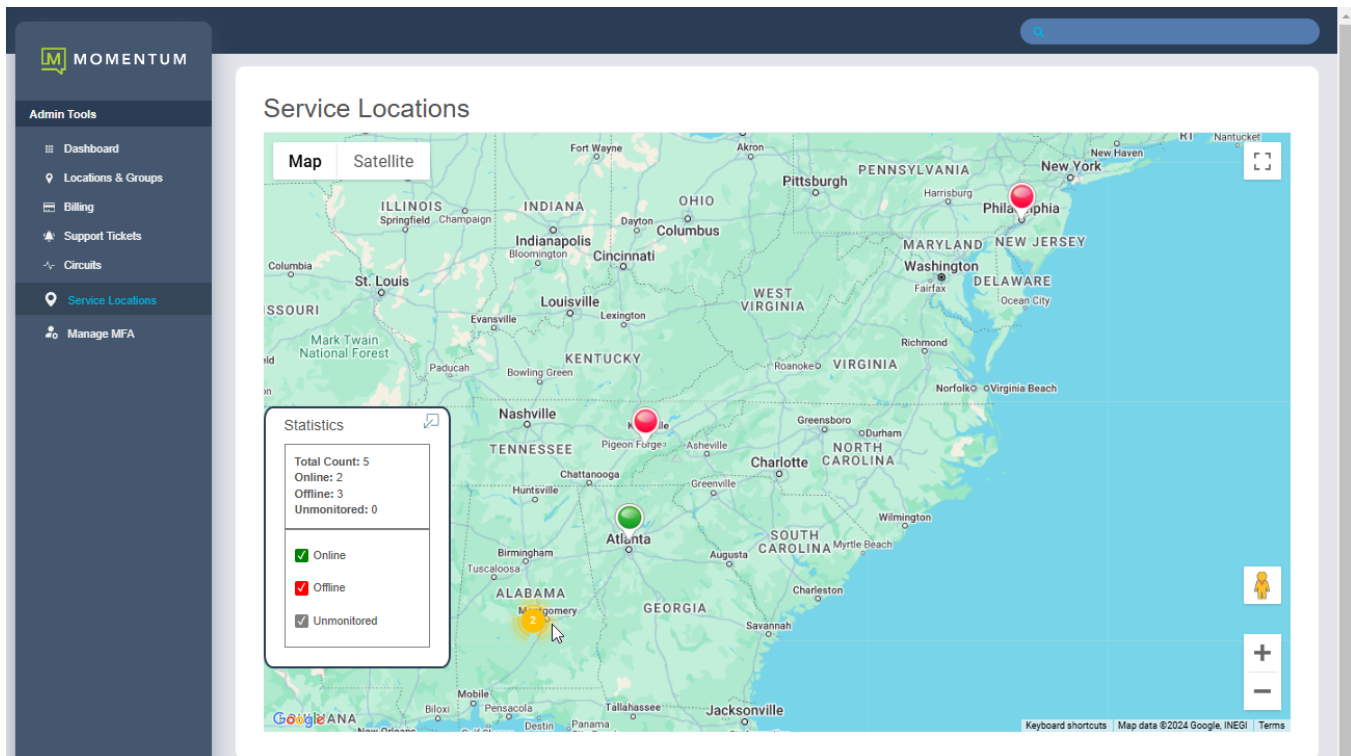 MOMENTUM
Admin Tools
Dashboard
Locations & Groups
Billing
Support Tickets
Circuits
Service Locations
Manage MFA
Service Locations
Map Satellite
Fort Wayne
Akron
RI
Nantucket
New Haven
New York
PENNSYLVANIA
Pittsburgh
Harrisburg
ILLINOIS
INDIANA
OHIO
Springfield
Champaign
Dayton
Columbus
Indianapolis
Bloomington
Cincinnati
MARYLAND
NEW JERSEY
Columbia
Washington
St. Louis
DELAWARE
Fairfax
WEST
VIRGINIA
Ocean City
Louisville
Lexington
Evansville
Mark Twain
National Forest
Richmond
KENTUCKY
Paducah
Bowling Green
Roanoke
VIRGINIA
Norfolk
Virginia Beach
Nashville
Greensboro
Durham
TENNESSEE
Pigeon Forge
Asheville
NORTH
CAROLINA
Charlotte
Chattanooga
Greenville
Huntsville
Wilmington
Atlanta
SOUTH
CAROLINA
Myrtle Beach
Birmingham
Augusta
Tuscaloosa
Charleston
ALABAMA
GEORGIA
2
Savannah
Statistics
Total Count: 5
Online: 2
Offline: 3
Unmonitored: 0
Online
Offline
Unmonitored
Mobile
Biloxi
Pensacola
Tallahassee
Jacksonville
Destin
Panama
Google
Keyboard shortcuts Map data ©2024 Google, INEGI Terms